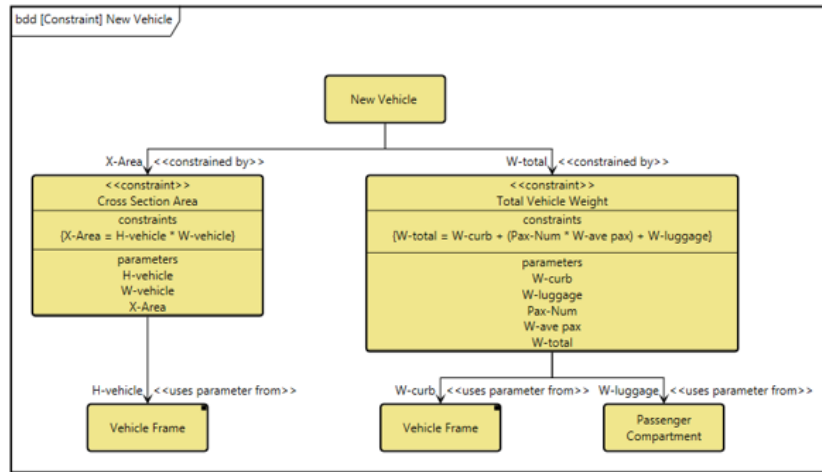 bdd [Constraint] New Vehicle
New Vehicle
X-Area <<constrained by>>
W-total <<constrained by>>
<<constraint>>
Cross Section Area
constraints
{X-Area = H-vehicle * W-vehicle}
parameters
H-vehicle
W-vehicle
X-Area
<<constraint>>
Total Vehicle Weight
constraints
{W-total = W-curb + (Pax-Num * W-ave pax) + W-luggage}
parameters
W-curb
W-luggage
Pax-Num
W-ave pax
W-total
H-vehicle <<uses parameter from>>
W-curb <<uses parameter from>>
W-luggage <<uses parameter from>>
Vehicle Frame
Vehicle Frame
Passenger
Compartment